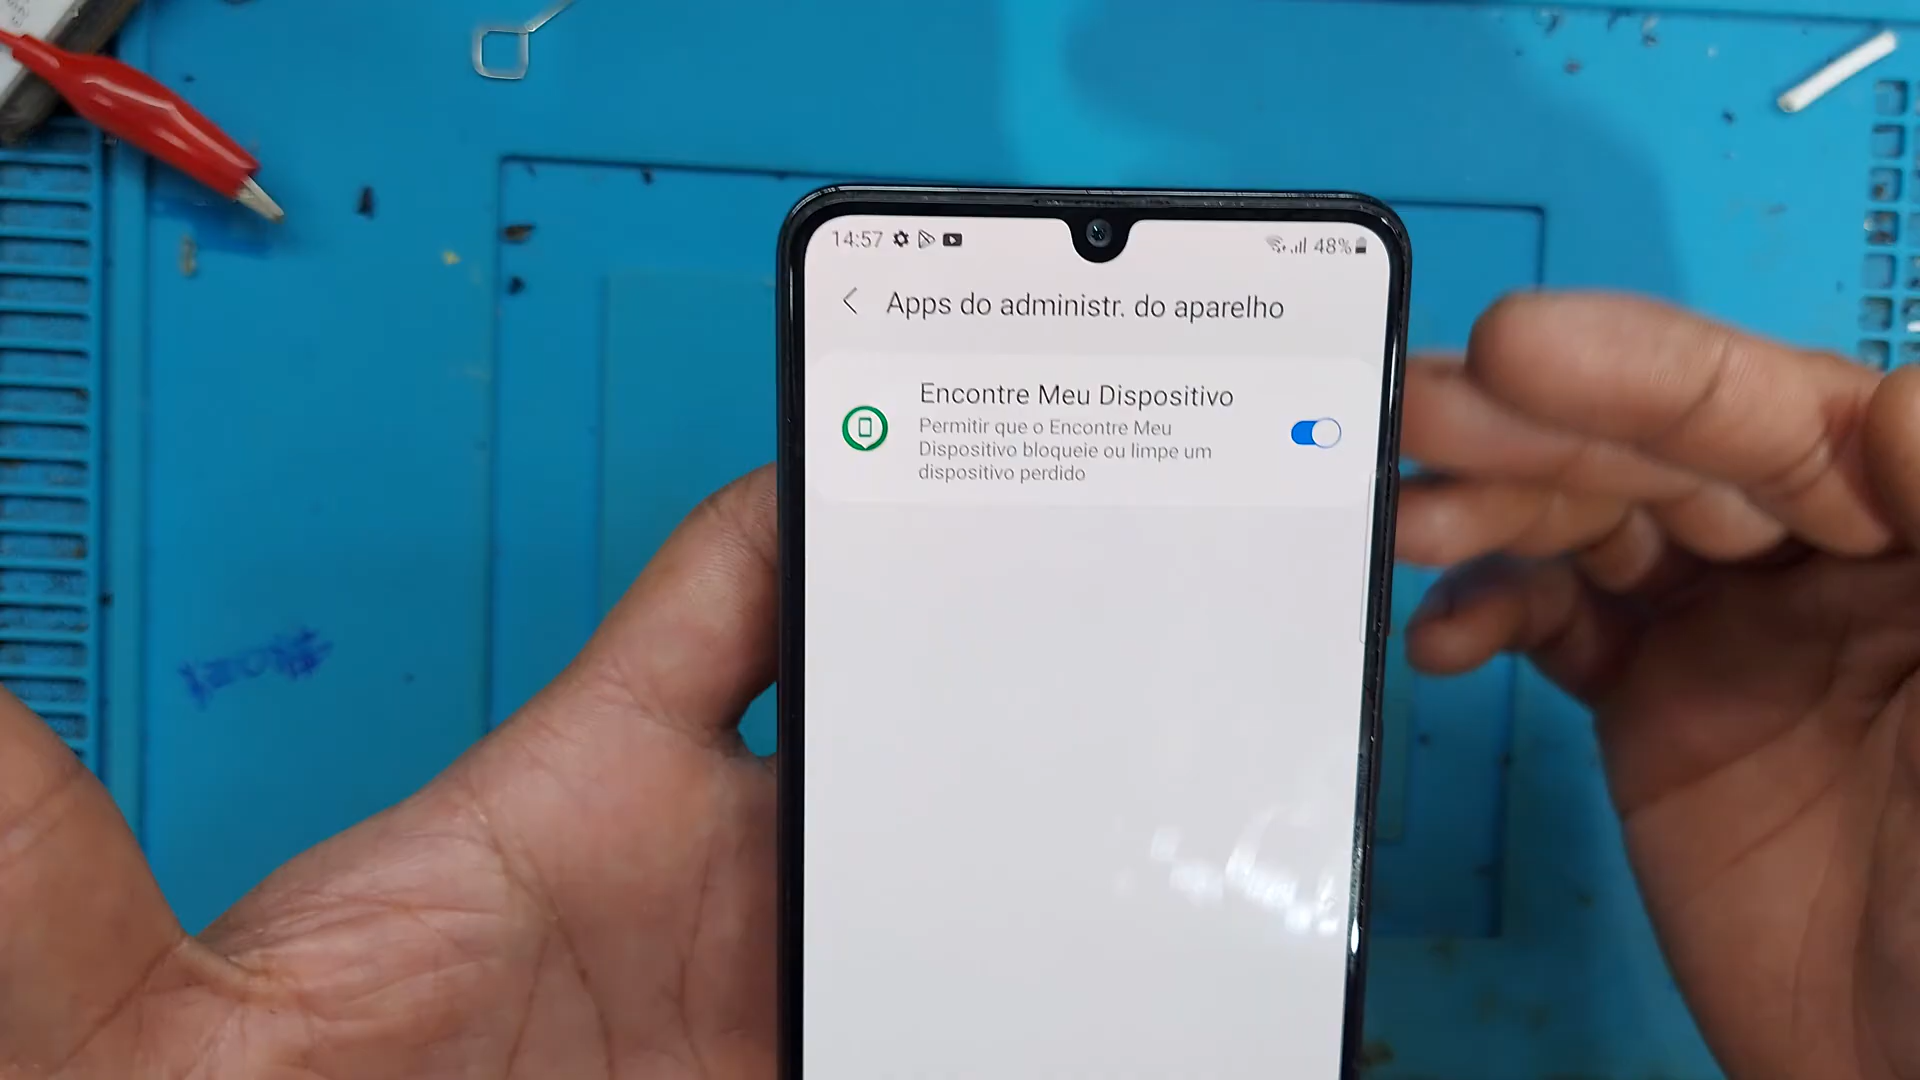 14:57
48%
Apps do administr. do aparelho
Encontre Meu Dispositivo
Permitir que o Encontre Meu
Dispositivo bloqueie ou limpe um
dispositivo perdido